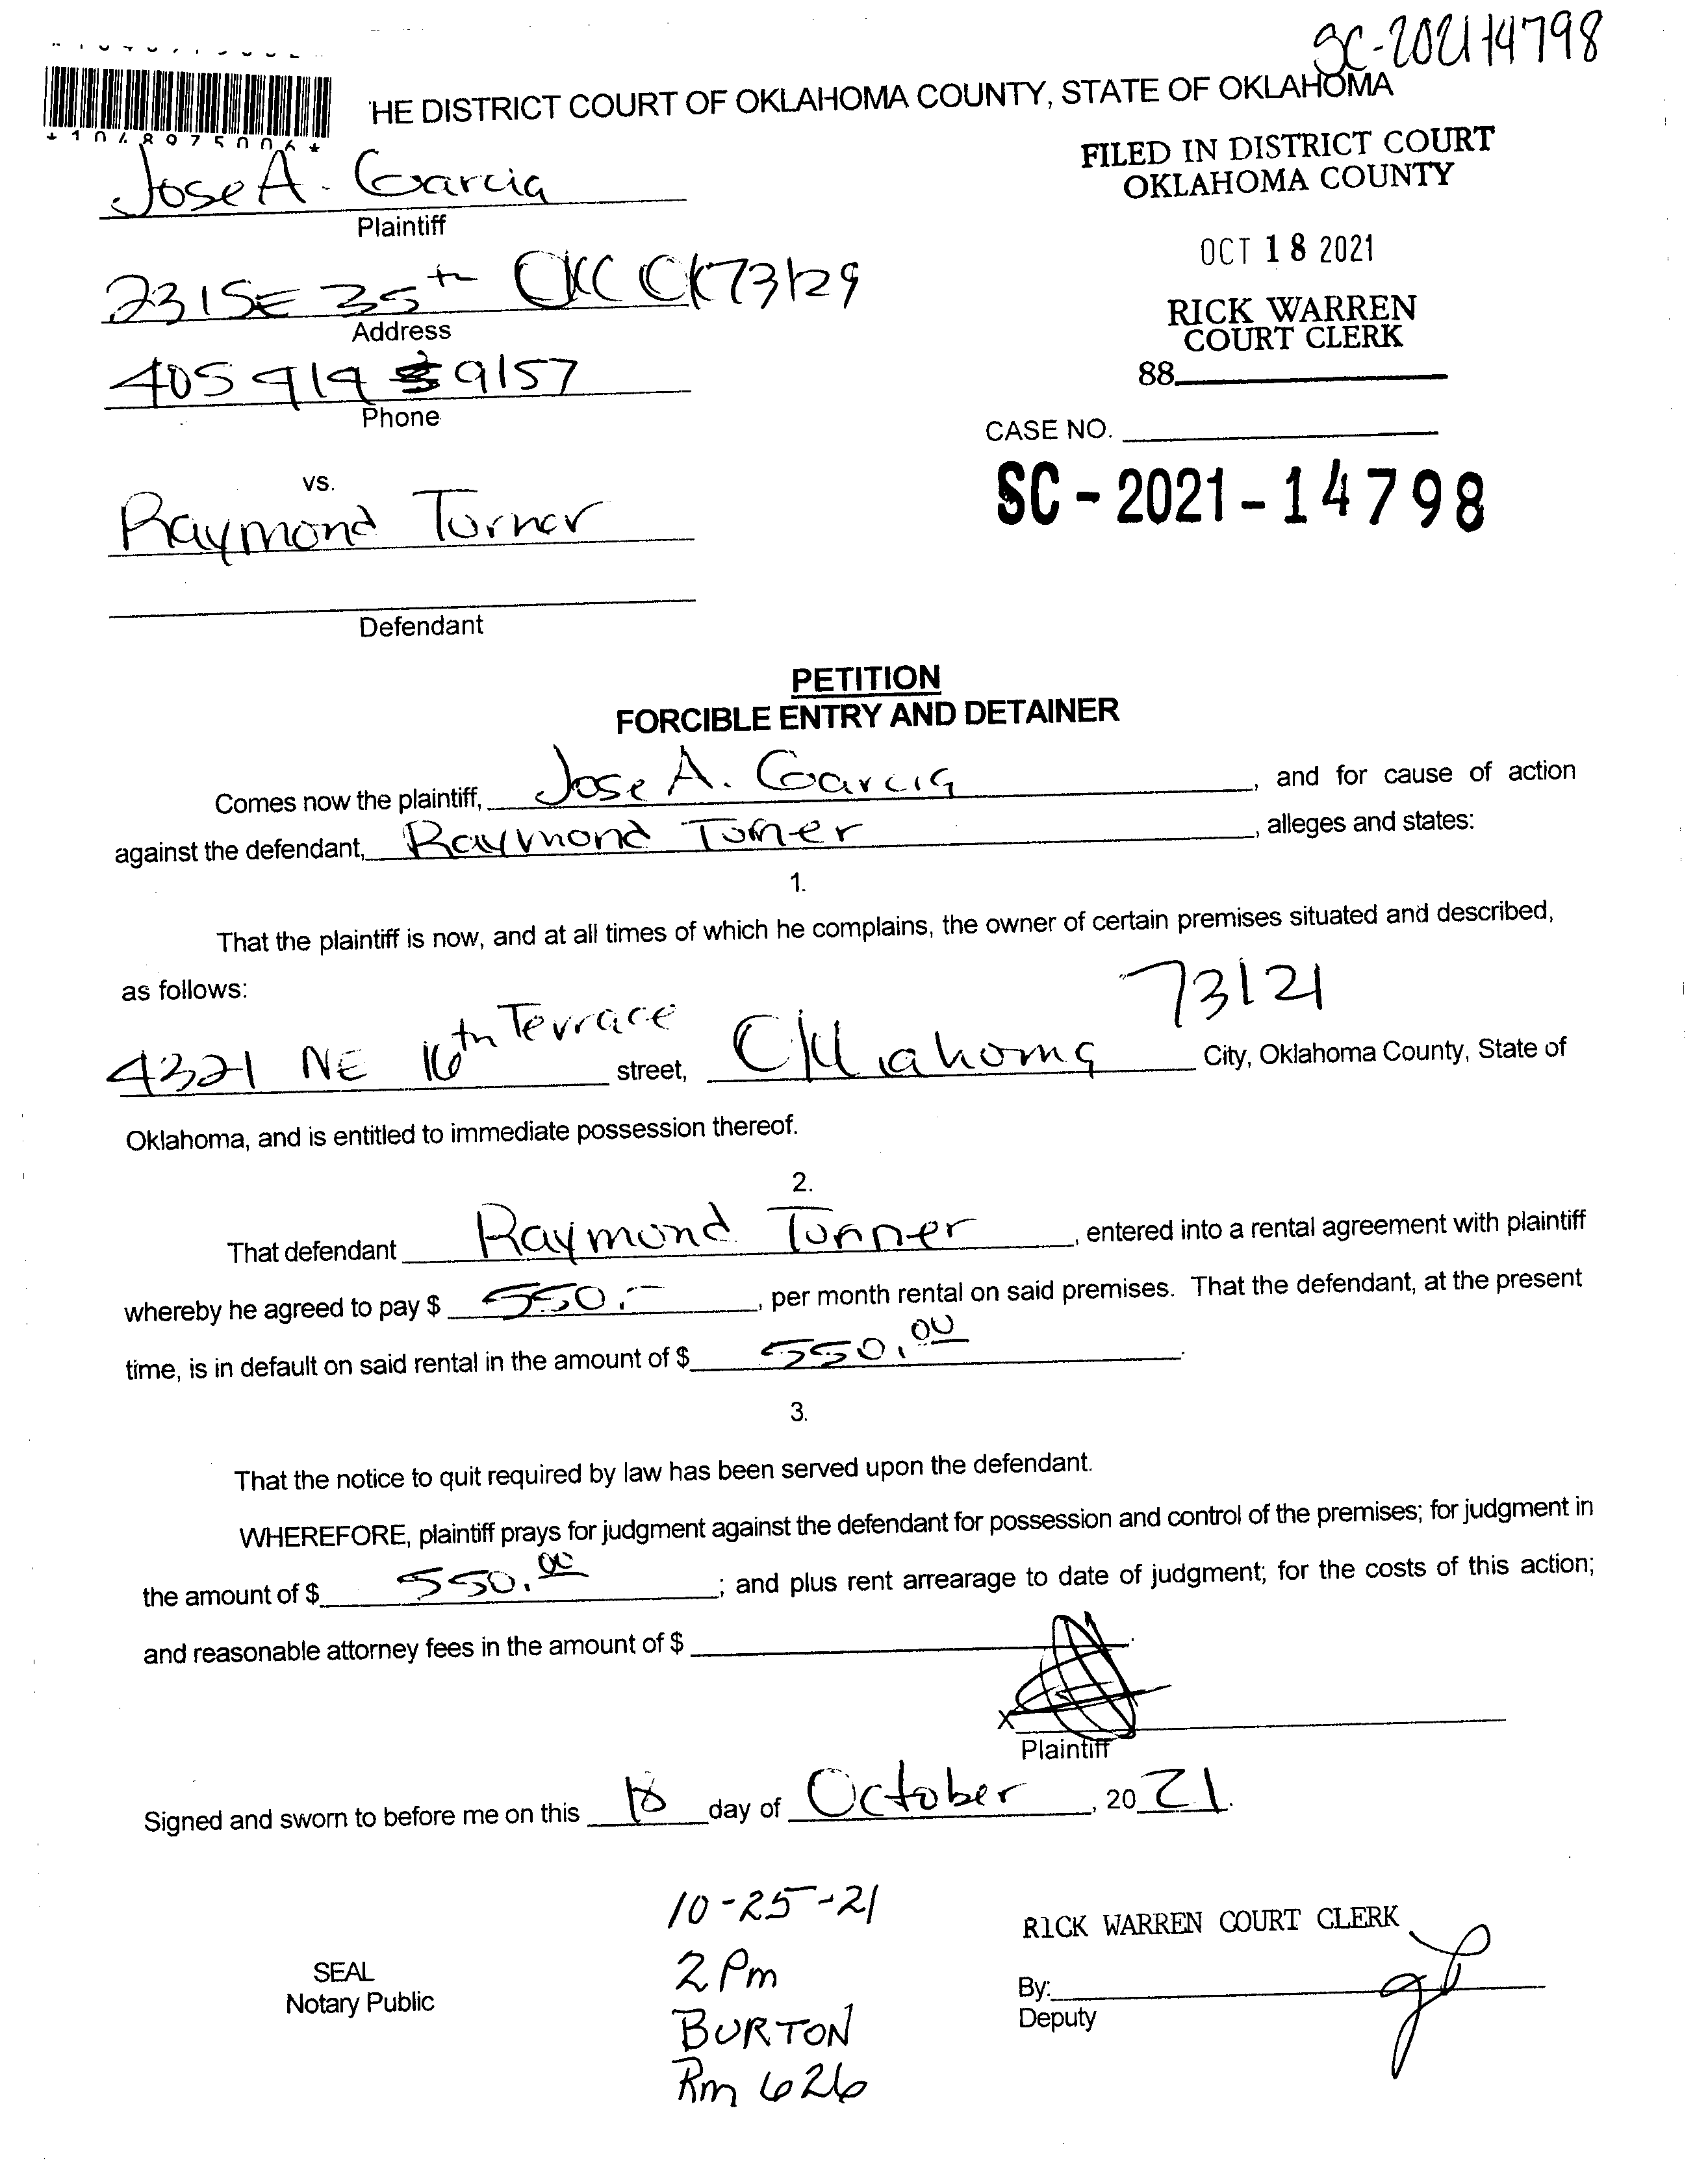 SC-2021-14798
HE DISTRICT COURT OF OKLAHOMA COUNTY, STATE OF OKLAHOMA
*1048975006*
FILED IN DISTRICT COURT
OKLAHOMA COUNTY
Jose A. Garcia
Plaintiff
OCT 18 2021
231 SE 35th OKC OK 73129
Address
RICK WARREN
COURT CLERK
405 919 9157
Phone
88
CASE NO.
vs.
SC-2021-14798
Raymond Turner
Defendant
PETITION
FORCIBLE ENTRY AND DETAINER
Comes now the plaintiff, Jose A. Garcia, and for cause of action
against the defendant, Raymond Turner, alleges and states:
1.
That the plaintiff is now, and at all times of which he complains, the owner of certain premises situated and described,
as follows:
73121
4321 NE 16th Terrace street, Oklahoma City, Oklahoma County, State of
Oklahoma, and is entitled to immediate possession thereof.
2.
That defendant Raymond Turner, entered into a rental agreement with plaintiff
whereby he agreed to pay $ 550.-, per month rental on said premises. That the defendant, at the present
time, is in default on said rental in the amount of $ 550.00.
3.
That the notice to quit required by law has been served upon the defendant.
WHEREFORE, plaintiff prays for judgment against the defendant for possession and control of the premises; for judgment in
the amount of $ 550.00; and plus rent arrearage to date of judgment; for the costs of this action;
and reasonable attorney fees in the amount of $ .
X
Plaintiff
Signed and sworn to before me on this 18 day of October, 20 21.
10-25-21
2 Pm
BURTON
Rm 626
RICK WARREN COURT CLERK
SEAL
Notary Public
By:
Deputy